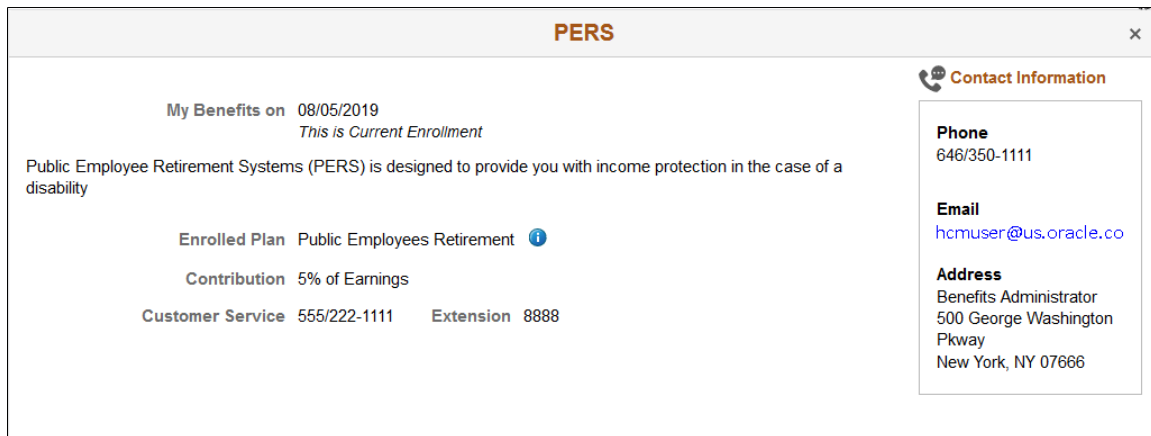 PERS
×
My Benefits on 08/05/2019
This is Current Enrollment
Public Employee Retirement Systems (PERS) is designed to provide you with income protection in the case of a
disability
Enrolled Plan Public Employees Retirement
Contribution 5% of Earnings
Customer Service 555/222-1111 Extension 8888
Contact Information
Phone
646/350-1111
Email
hcmuser@us.oracle.co
Address
Benefits Administrator
500 George Washington
Pkway
New York, NY 07666